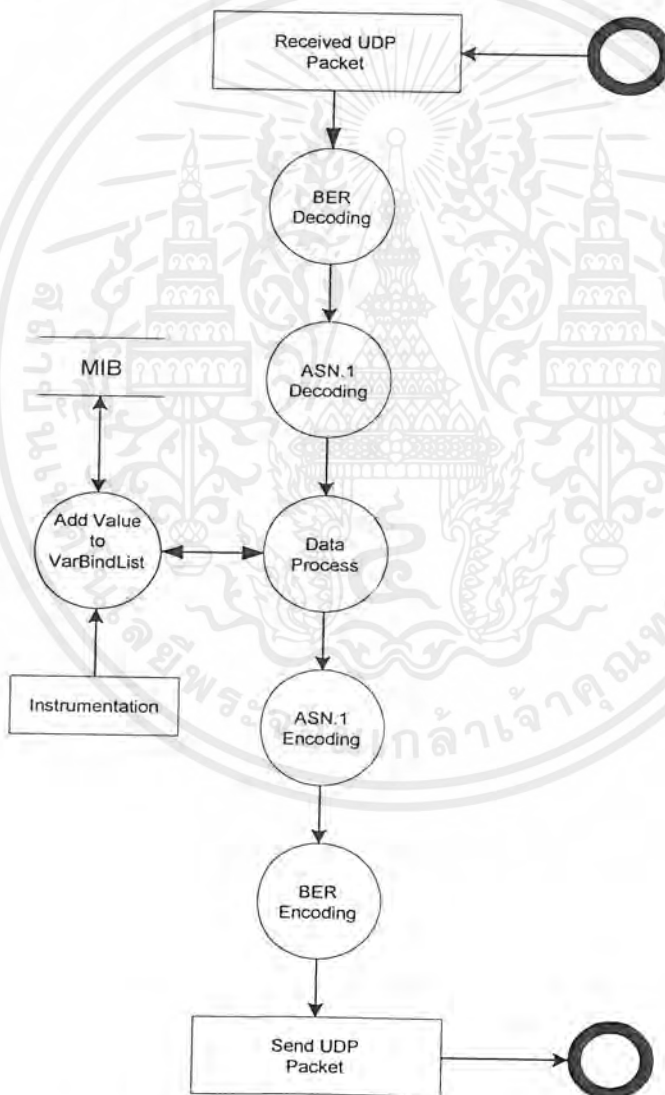 Received UDP
Packet
BER
Decoding
ASN.1
Decoding
MIB
Add Value
to
VarBindList
Data
Process
Instrumentation
ASN.1
Encoding
BER
Encoding
Send UDP
Packet